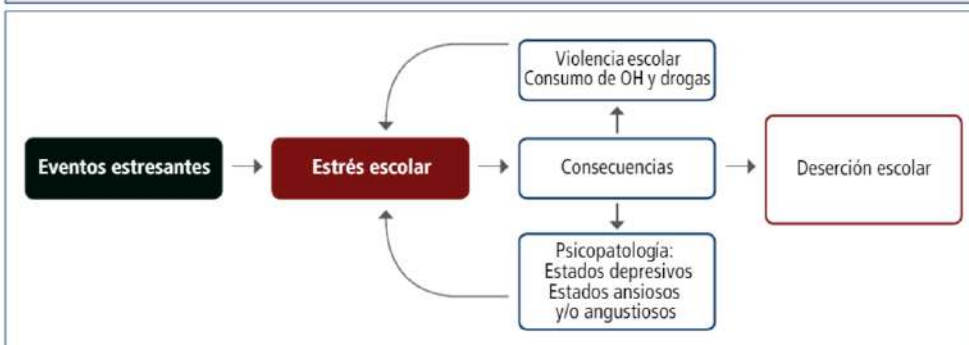 Violencia escolar
Consumo de OH y drogas
Eventos estresantes
Estrés escolar
Consecuencias
Deserción escolar
Psicopatología:
Estados depresivos
Estados ansiosos
y/o angustiosos